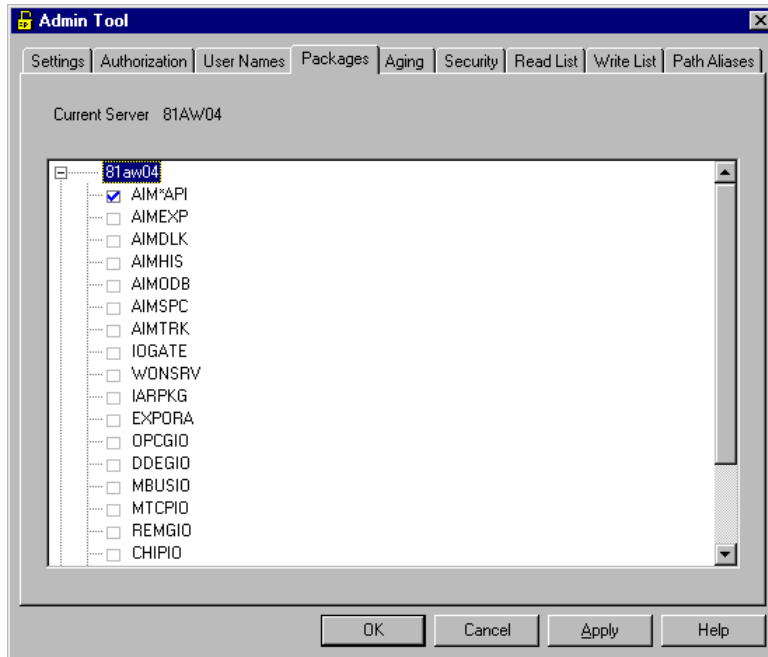 Admin Tool
Settings Authorization User Names Packages Aging Security Read List Write List Path Aliases
Current Server 81AW04
81aw04
AIM*API
AIMEXP
AIMDLK
AIMHIS
AIMODB
AIMSPC
AIMTRK
IOGATE
WONSRV
IARPKG
EXPORA
OPCGIO
DDEGIO
MBUSIO
MTCPIO
REMGIO
CHIPIO
OK Cancel Apply Help